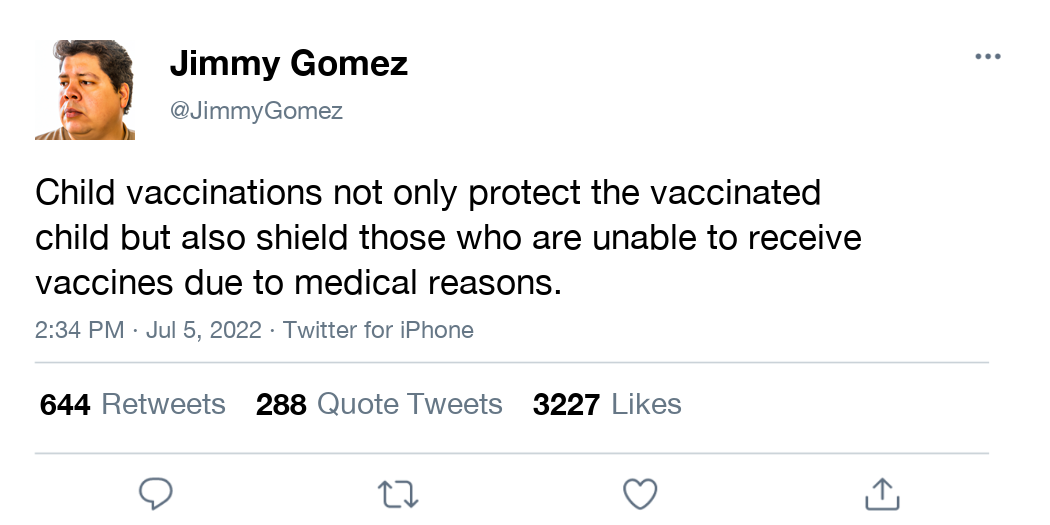 Jimmy Gomez
@JimmyGomez
Child vaccinations not only protect the vaccinated
child but also shield those who are unable to receive
vaccines due to medical reasons.
2:34 PM · Jul 5, 2022 · Twitter for iPhone
644 Retweets 288 Quote Tweets 3227 Likes